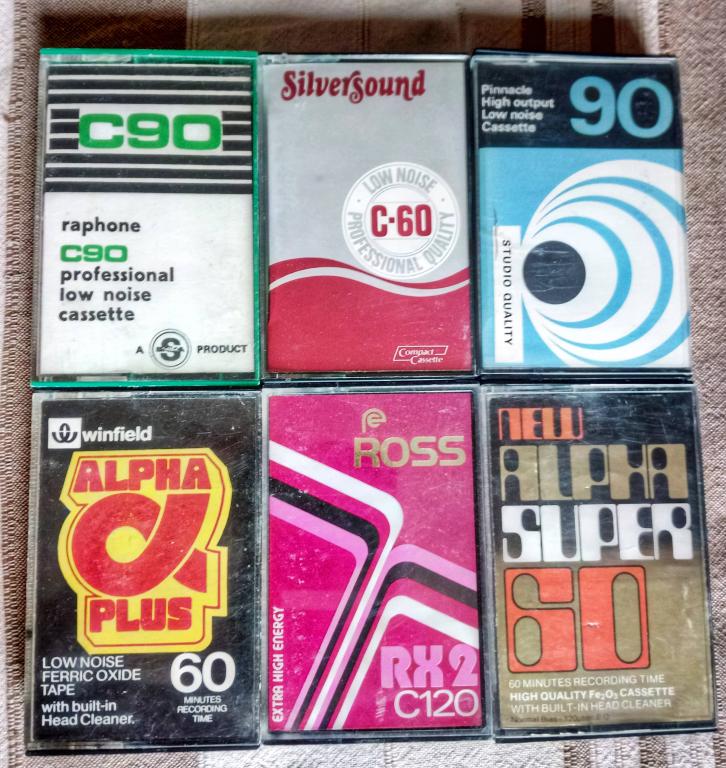 C90
raphone
C90
professional
low noise
cassette
A
S
PRODUCT
Silversound
LOW NOISE
C-60
PROFESSIONAL QUALITY
Compact
Cassette
Pinnacle
High output
Low noise
Cassette
90
STUDIO QUALITY
winfield
ALPHA
PLUS
LOW NOISE
FERRIC OXIDE
TAPE
with built-in
Head Cleaner.
60
MINUTES
RECORDING
TIME
ROSS
EXTRA HIGH ENERGY
RX2
C120
NEW
ALPHA
SUPER
60
60 MINUTES RECORDING TIME
HIGH QUALITY Fe₂O₃ CASSETTE
WITH BUILT-IN HEAD CLEANER
Normal Bias